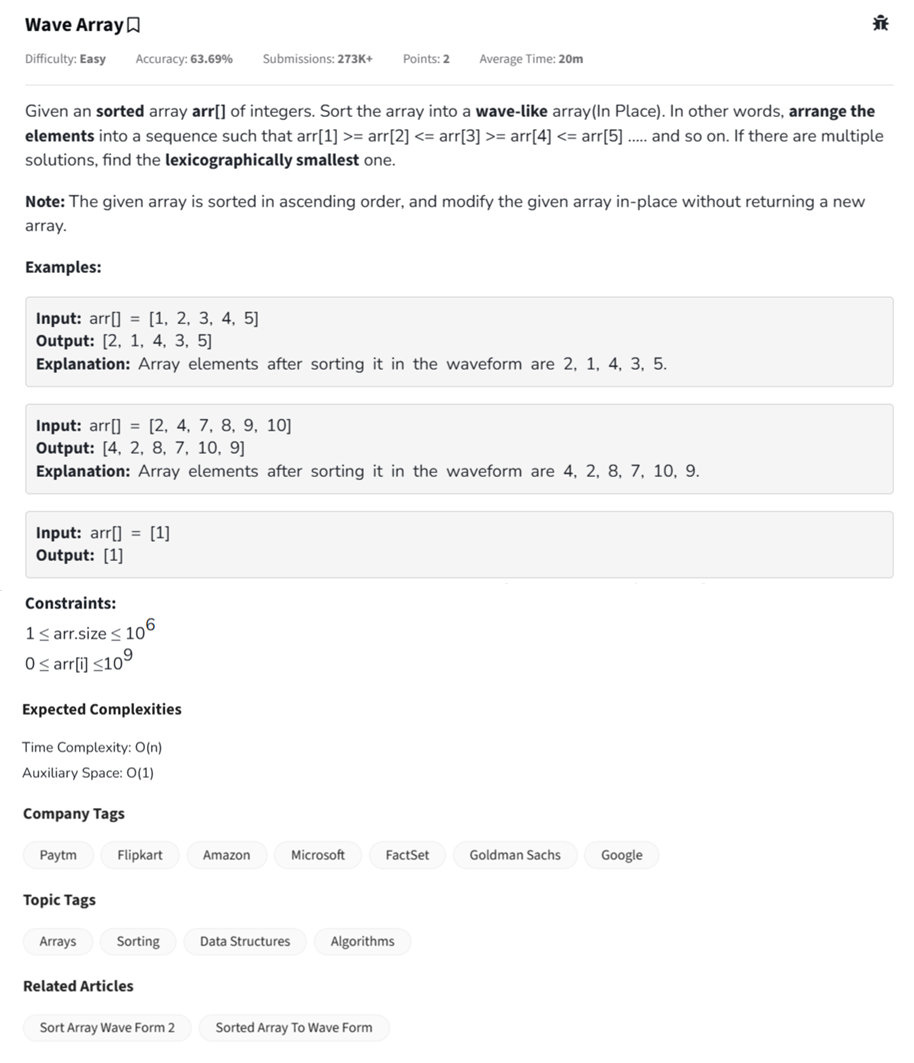 Wave Array
Difficulty: Easy Accuracy: 63.69% Submissions: 273K+ Points: 2 Average Time: 20m
Given an sorted array arr[] of integers. Sort the array into a wave-like array(In Place). In other words, arrange the
elements into a sequence such that arr[1] >= arr[2] <= arr[3] >= arr[4] <= arr[5] ..... and so on. If there are multiple
solutions, find the lexicographically smallest one.
Note: The given array is sorted in ascending order, and modify the given array in-place without returning a new
array.
Examples:
Input: arr[] = [1, 2, 3, 4, 5]
Output: [2, 1, 4, 3, 5]
Explanation: Array elements after sorting it in the waveform are 2, 1, 4, 3, 5.
Input: arr[] = [2, 4, 7, 8, 9, 10]
Output: [4, 2, 8, 7, 10, 9]
Explanation: Array elements after sorting it in the waveform are 4, 2, 8, 7, 10, 9.
Input: arr[] = [1]
Output: [1]
Constraints:
1 ≤ arr.size ≤ 10^6
0 ≤ arr[i] ≤10^9
Expected Complexities
Time Complexity: O(n)
Auxiliary Space: O(1)
Company Tags
Paytm Flipkart Amazon Microsoft FactSet Goldman Sachs Google
Topic Tags
Arrays Sorting Data Structures Algorithms
Related Articles
Sort Array Wave Form 2 Sorted Array To Wave Form